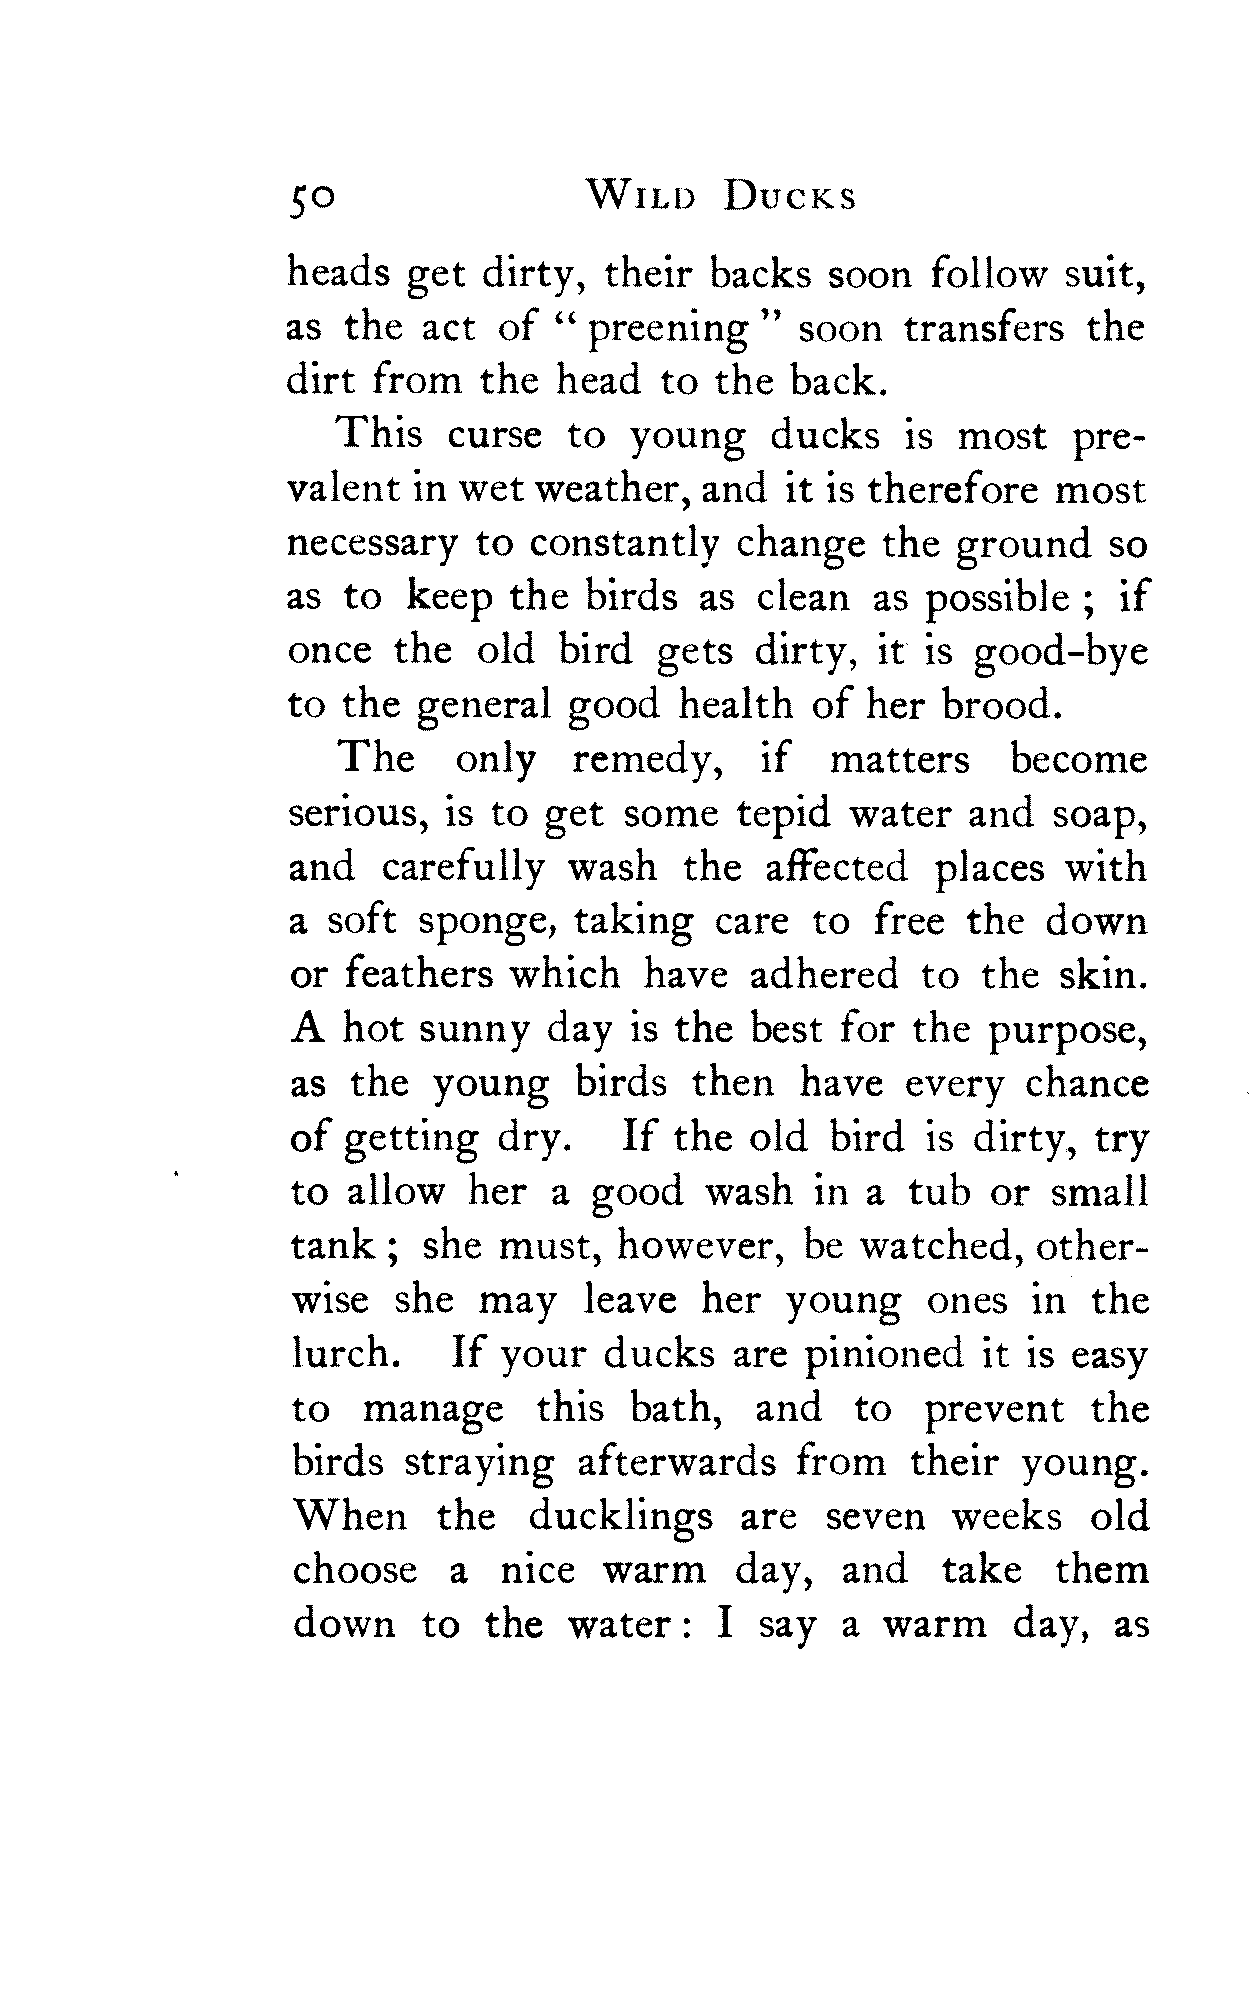 50 Wild Ducks
heads get dirty, their backs soon follow suit,
as the act of “ preening ” soon transfers the
dirt from the head to the back.
This curse to young ducks is most pre-
valent in wet weather, and it is therefore most
necessary to constantly change the ground so
as to keep the birds as clean as possible ; if
once the old bird gets dirty, it is good-bye
to the general good health of her brood.
The only remedy, if matters become
serious, is to get some tepid water and soap,
and carefully wash the affected places with
a soft sponge, taking care to free the down
or feathers which have adhered to the skin.
A hot sunny day is the best for the purpose,
as the young birds then have every chance
of getting dry. If the old bird is dirty, try
to allow her a good wash in a tub or small
tank ; she must, however, be watched, other-
wise she may leave her young ones in the
lurch. If your ducks are pinioned it is easy
to manage this bath, and to prevent the
birds straying afterwards from their young.
When the ducklings are seven weeks old
choose a nice warm day, and take them
down to the water : I say a warm day, as